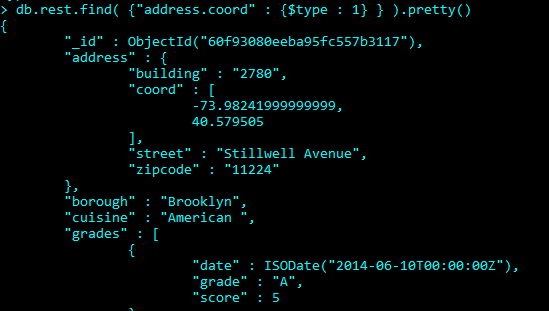 > db.rest.find( {"address.coord" : {$type : 1} } ).pretty()
{
        "_id" : ObjectId("60f93080eeba95fc557b3117"),
        "address" : {
                "building" : "2780",
                "coord" : [
                        -73.98241999999999,
                        40.579505
                ],
                "street" : "Stillwell Avenue",
                "zipcode" : "11224"
        },
        "borough" : "Brooklyn",
        "cuisine" : "American ",
        "grades" : [
                {
                        "date" : ISODate("2014-06-10T00:00:00Z"),
                        "grade" : "A",
                        "score" : 5